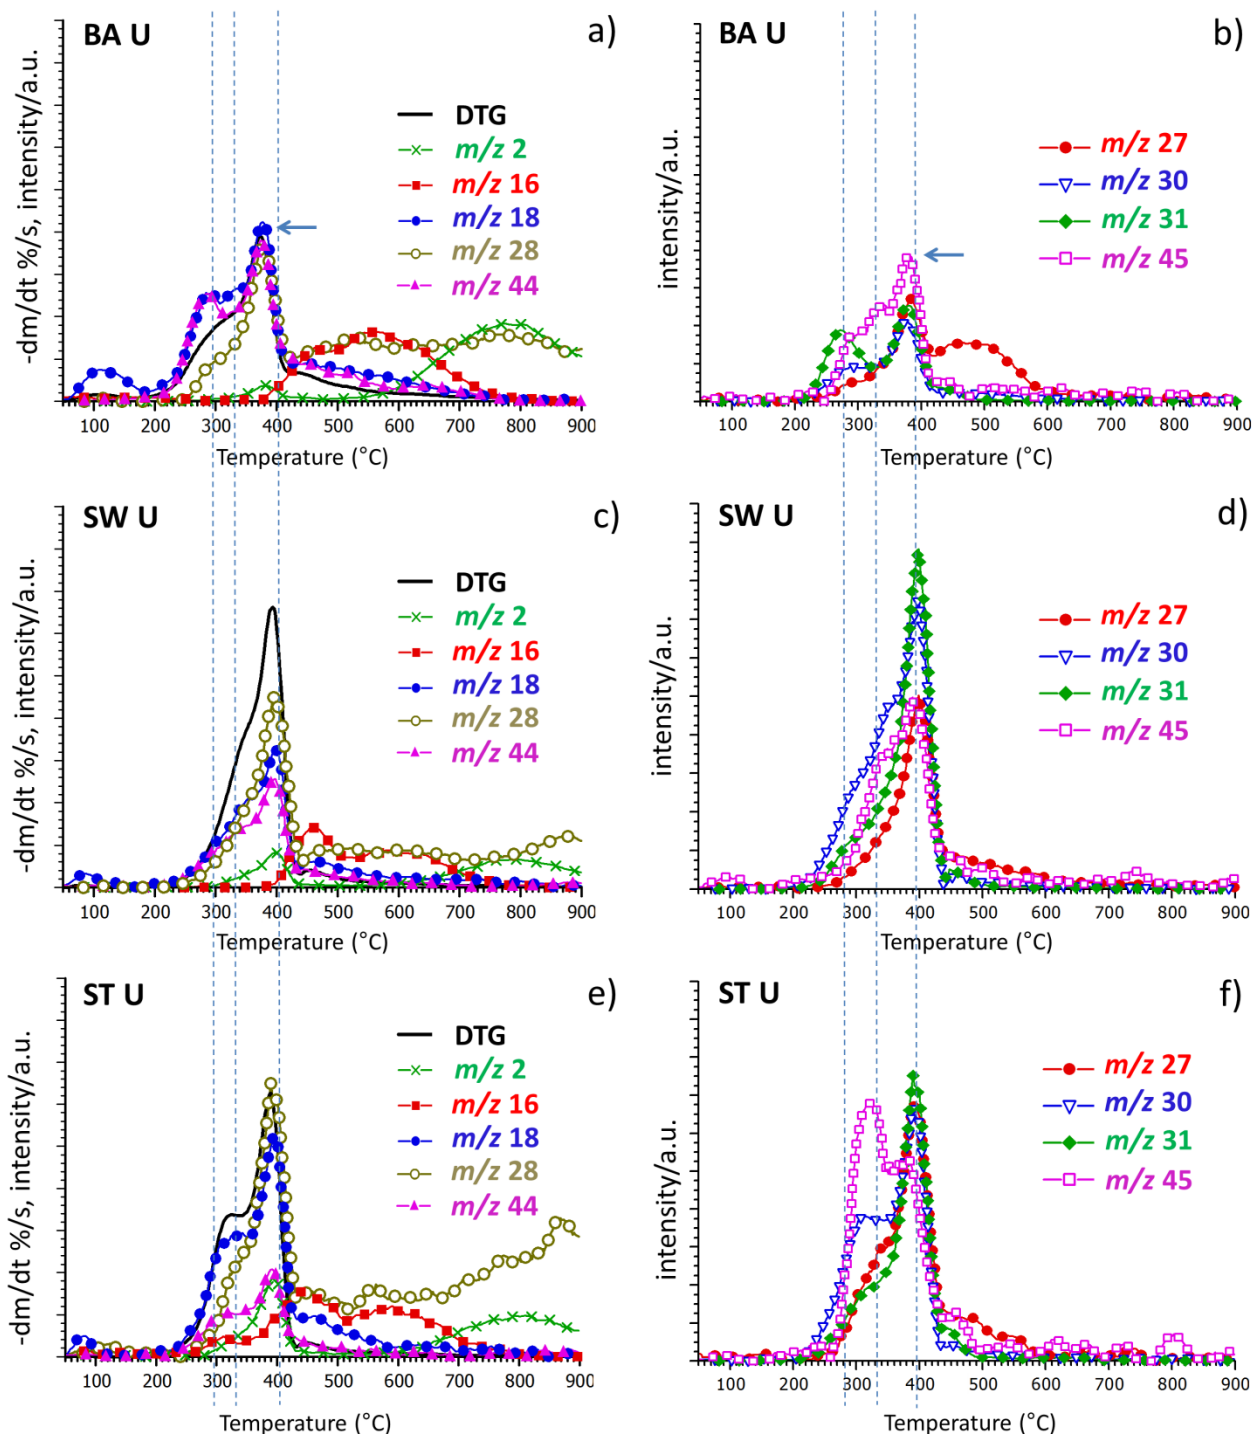 BA U
a)
-dm/dt %/s, intensity/a.u.
DTG
m/z 2
m/z 16
m/z 18
m/z 28
m/z 44
100 200 300 400 500 600 700 800 900
Temperature (°C)
BA U
b)
intensity/a.u.
m/z 27
m/z 30
m/z 31
m/z 45
100 200 300 400 500 600 700 800 900
Temperature (°C)
SW U
c)
-dm/dt %/s, intensity/a.u.
DTG
m/z 2
m/z 16
m/z 18
m/z 28
m/z 44
100 200 300 400 500 600 700 800 900
Temperature (°C)
SW U
d)
intensity/a.u.
m/z 27
m/z 30
m/z 31
m/z 45
100 200 300 400 500 600 700 800 900
Temperature (°C)
ST U
e)
-dm/dt %/s, intensity/a.u.
DTG
m/z 2
m/z 16
m/z 18
m/z 28
m/z 44
100 200 300 400 500 600 700 800 900
Temperature (°C)
ST U
f)
intensity/a.u.
m/z 27
m/z 30
m/z 31
m/z 45
100 200 300 400 500 600 700 800 900
Temperature (°C)